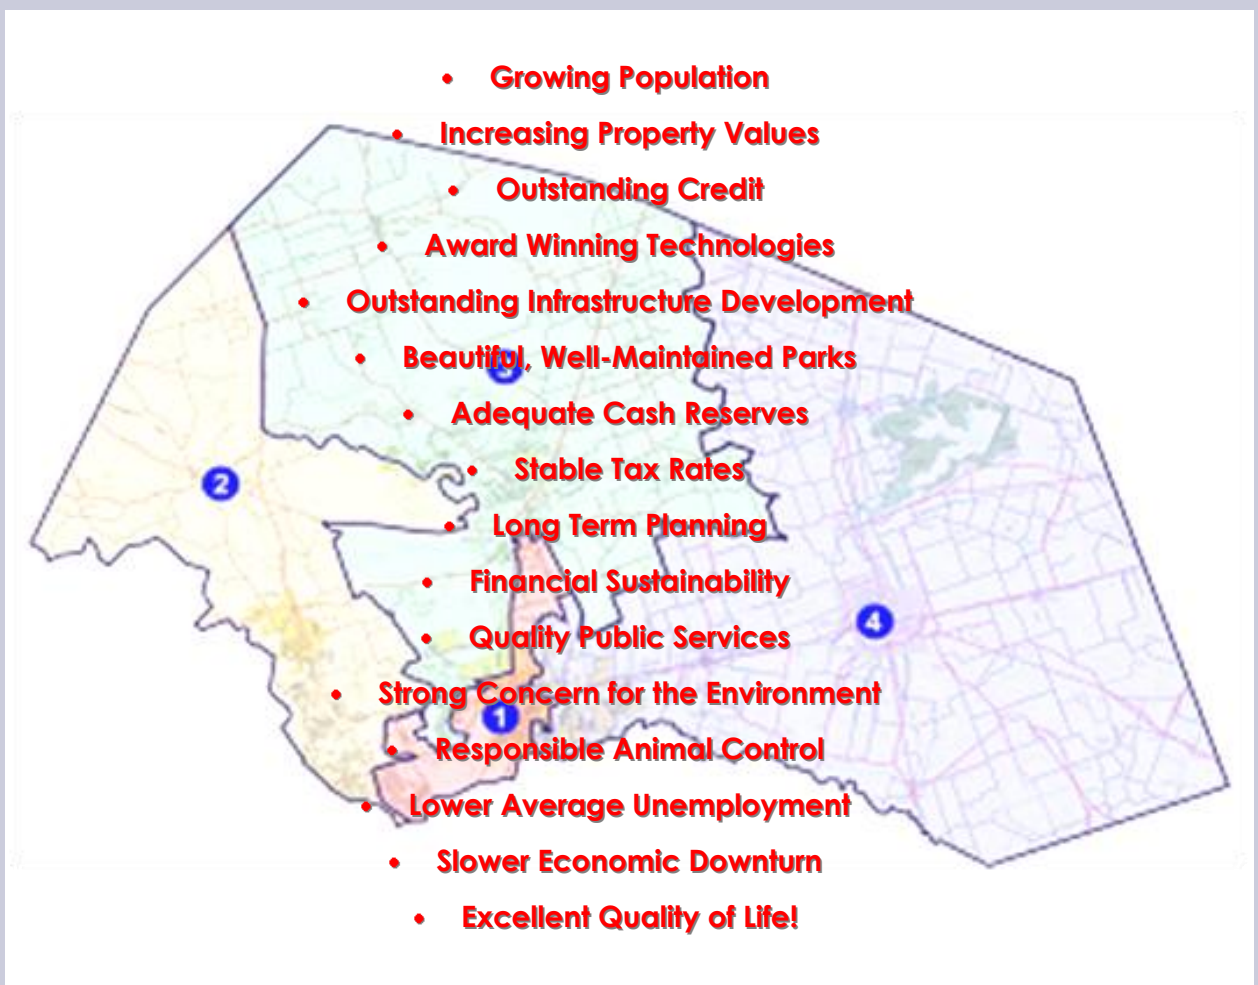 • Growing Population
• Increasing Property Values
• Outstanding Credit
• Award Winning Technologies
• Outstanding Infrastructure Development
• Beautiful, Well-Maintained Parks
3
• Adequate Cash Reserves
• Stable Tax Rates
2
• Long Term Planning
• Financial Sustainability
4
• Quality Public Services
• Strong Concern for the Environment
1
• Responsible Animal Control
• Lower Average Unemployment
• Slower Economic Downturn
• Excellent Quality of Life!